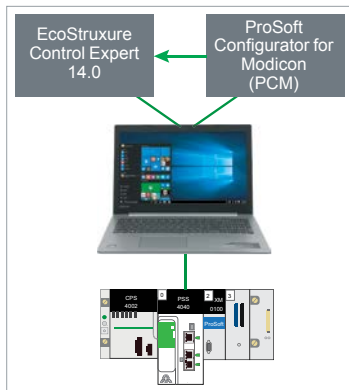 EcoStruxure
Control Expert
14.0
ProSoft
Configurator for
Modicon
(PCM)
CPS
4002
0
PSS
4040
2
XM
0100
3
ProSoft